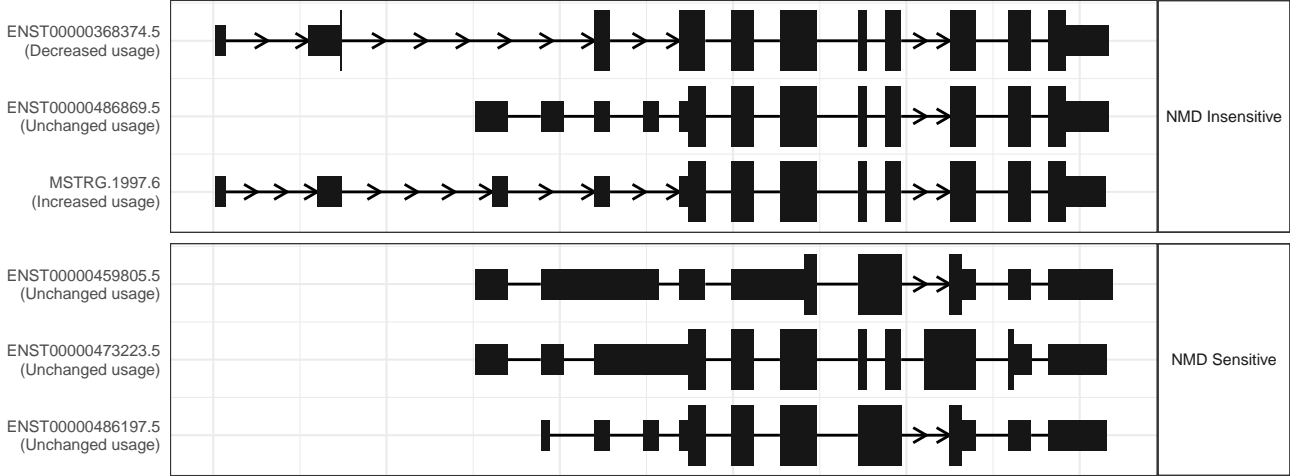 ENST00000368374.5
(Decreased usage)
ENST00000486869.5
(Unchanged usage)
NMD Insensitive
MSTRG.1997.6
(Increased usage)
ENST00000459805.5
(Unchanged usage)
ENST00000473223.5
(Unchanged usage)
NMD Sensitive
ENST00000486197.5
(Unchanged usage)